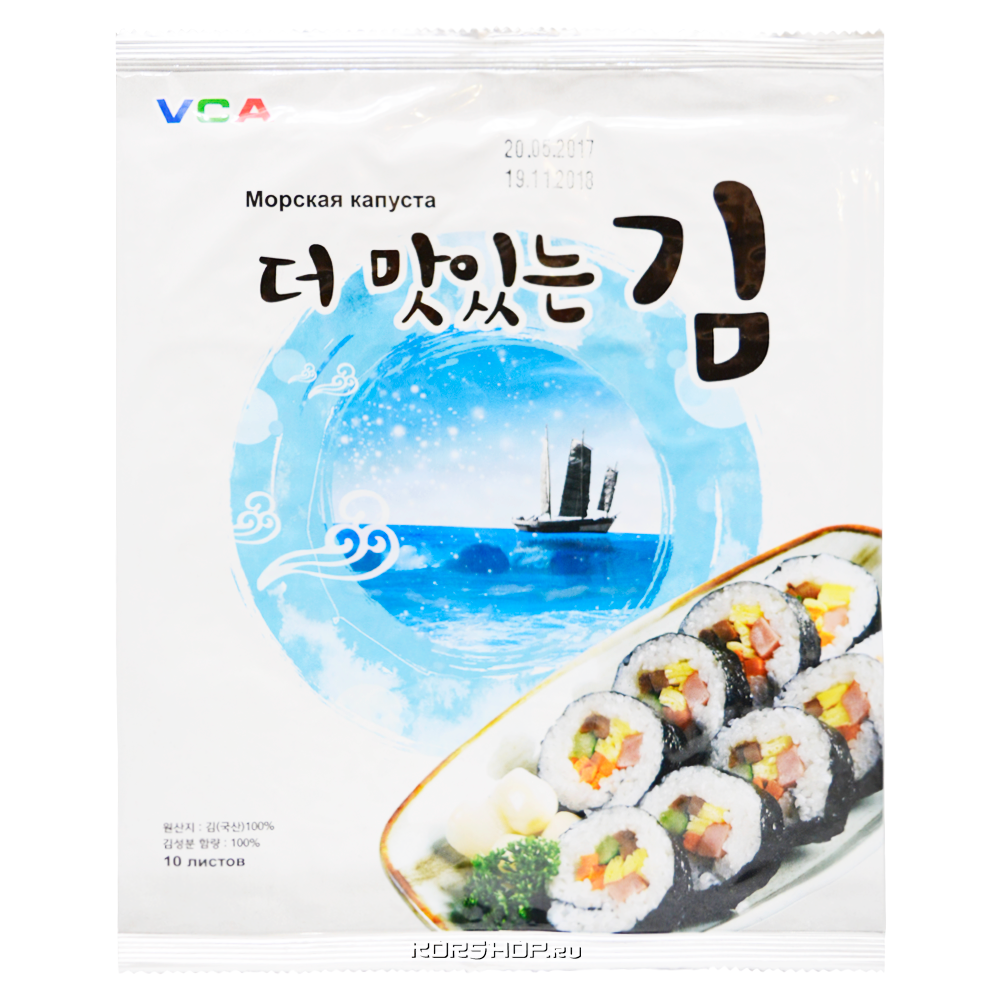 VCA
20.06.2017
19.11.2018
Морская капуста
더 맛있는 김
원산지 : 김(국산)100%
김성분 함량 : 100%
10 листов
KORSHOP.RU